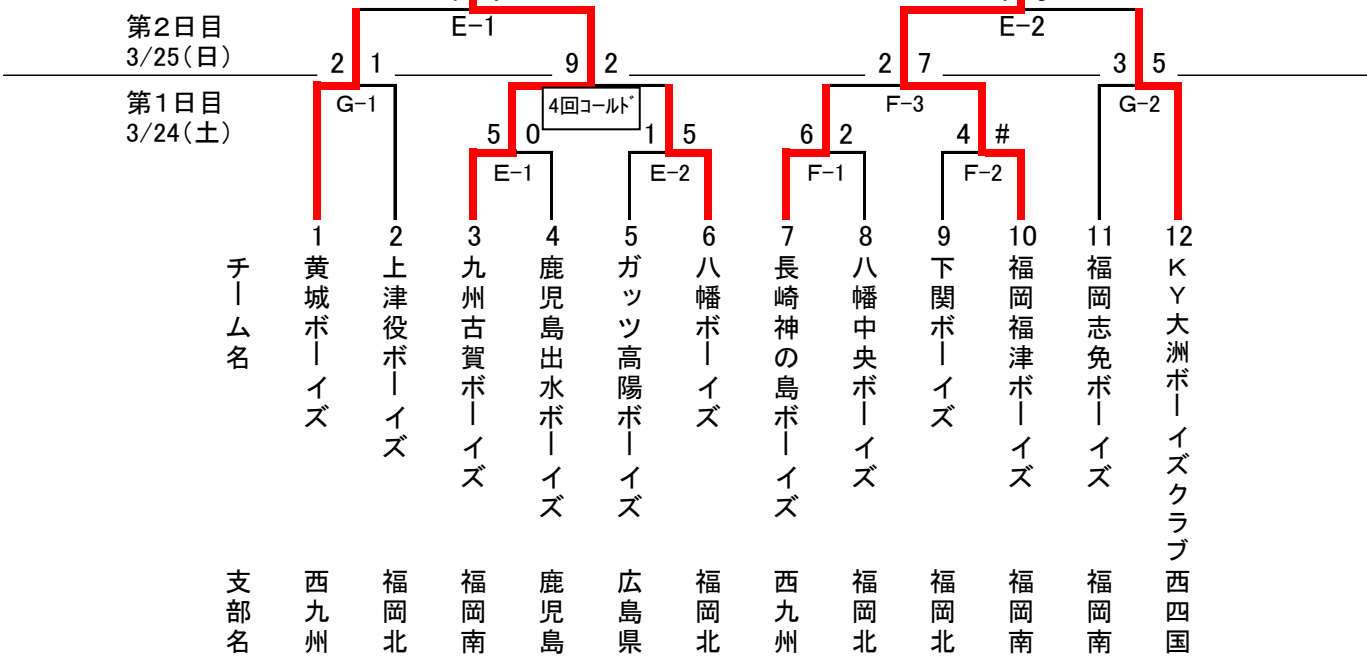 第2日目
3/25(日)
E-1
E-2
2 1
9 2
2 7
3 5
第1日目
3/24(土)
G-1
4回コールド
F-3
G-2
5 0
1 5
6 2
4 #
E-1
E-2
F-1
F-2
1 2 3 4 5 6 7 8 9 10 11 12
チーム名
黄城ボーイズ
上津役ボーイズ
九州古賀ボーイズ
鹿児島出水ボーイズ
ガッツ高陽ボーイズ
八幡ボーイズ
長崎神の島ボーイズ
八幡中央ボーイズ
下関ボーイズ
福岡福津ボーイズ
福岡志免ボーイズ
KY大洲ボーイズクラブ
支部名
西九州
福岡北
福岡南
鹿児島
広島県
福岡北
西九州
福岡北
福岡北
福岡南
福岡南
西四国